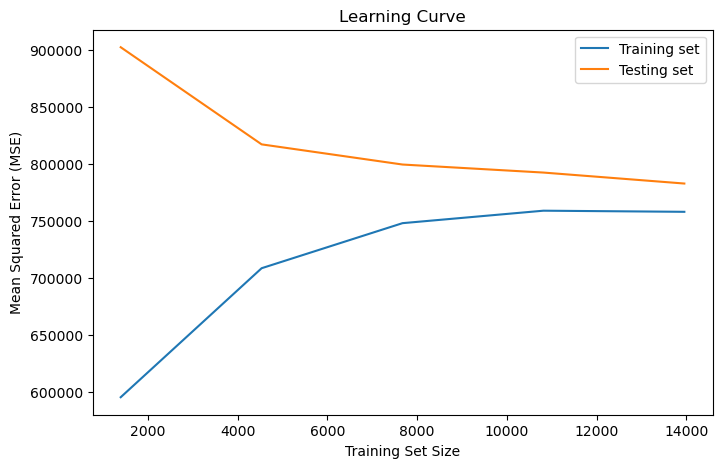 Learning Curve
Training set
Testing set
900000
850000
800000
750000
700000
650000
600000
Mean Squared Error (MSE)
2000 4000 6000 8000 10000 12000 14000
Training Set Size